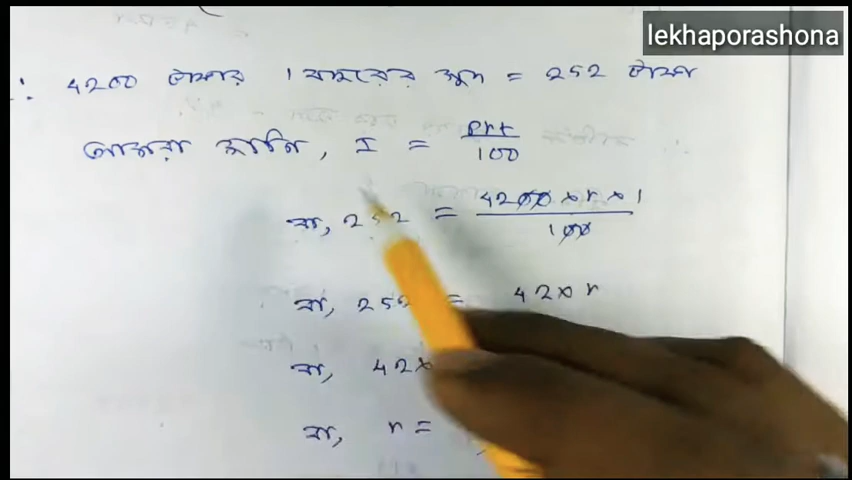 lekhaporashona
∴ 4200 টাকার 1 বছরের সুদ = 252 টাকা
আমরা জানি, I = prt / 100
বা, 252 = 4200 × r × 1 / 100
বা, 252 = 42 × r
বা, 42 ×
বা, r =